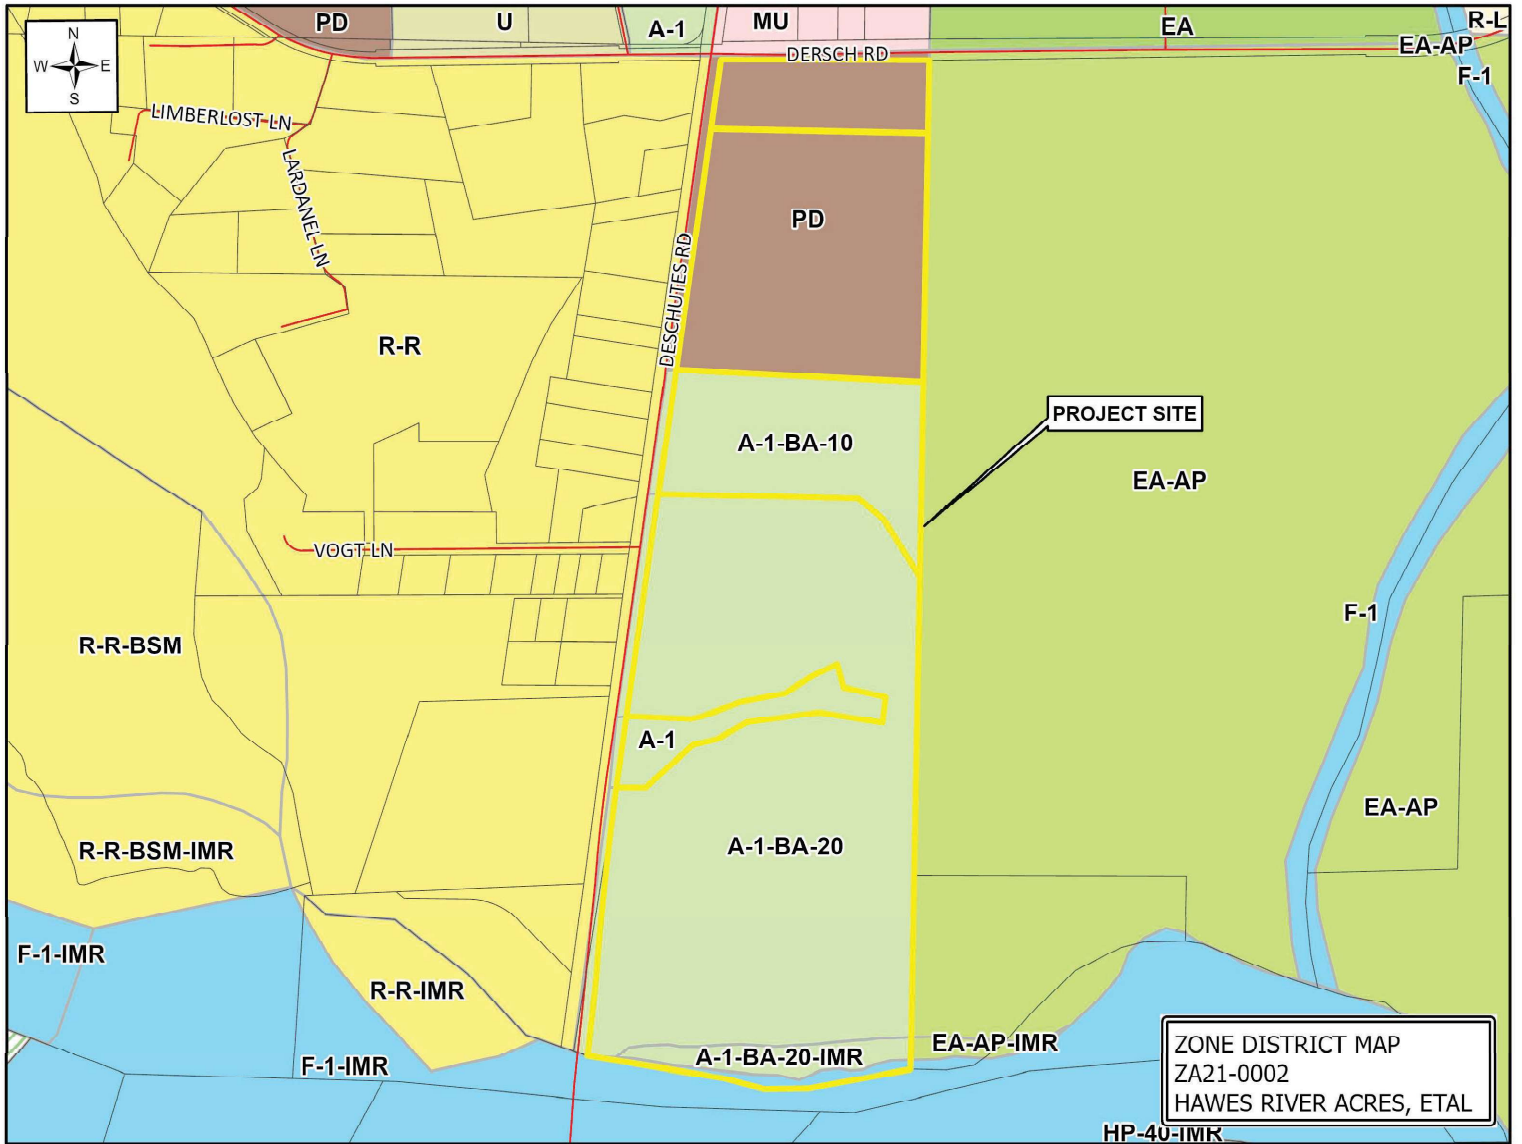 PD
U
A-1
MU
EA
R-L
N
W E
S
DERSCH RD
EA-AP
F-1
LIMBERLOST LN
LARDANEL LN
PD
DESCHUTES RD
R-R
PROJECT SITE
A-1-BA-10
EA-AP
VOGT LN
F-1
R-R-BSM
A-1
EA-AP
R-R-BSM-IMR
A-1-BA-20
F-1-IMR
R-R-IMR
EA-AP-IMR
A-1-BA-20-IMR
F-1-IMR
ZONE DISTRICT MAP
ZA21-0002
HAWES RIVER ACRES, ETAL
HP-40-IMR